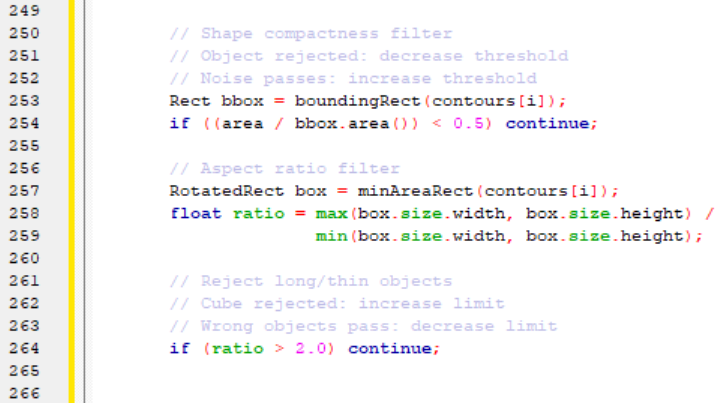 249
250 // Shape compactness filter
251 // Object rejected: decrease threshold
252 // Noise passes: increase threshold
253 Rect bbox = boundingRect(contours[i]);
254 if ((area / bbox.area()) < 0.5) continue;
255
256 // Aspect ratio filter
257 RotatedRect box = minAreaRect(contours[i]);
258 float ratio = max(box.size.width, box.size.height) /
259 min(box.size.width, box.size.height);
260
261 // Reject long/thin objects
262 // Cube rejected: increase limit
263 // Wrong objects pass: decrease limit
264 if (ratio > 2.0) continue;
265
266